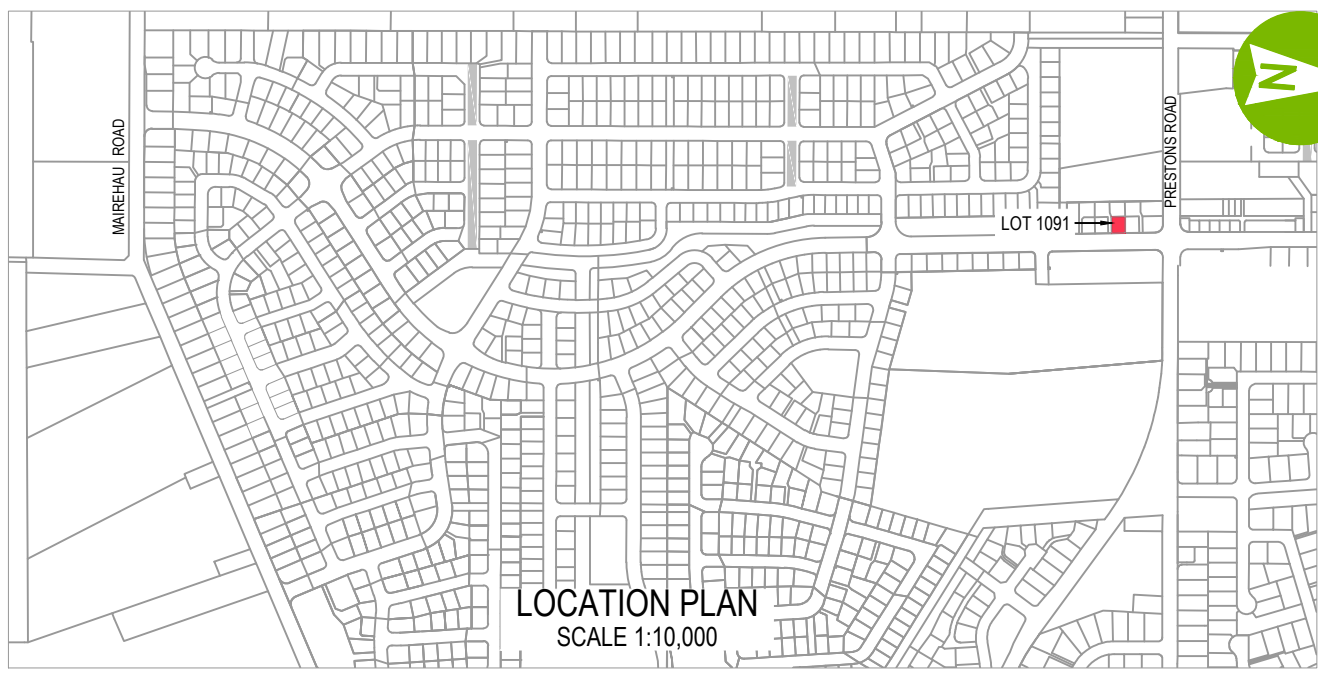 MAIREHAU ROAD
PRESTONS ROAD
N
LOT 1091
LOCATION PLAN
SCALE 1:10,000